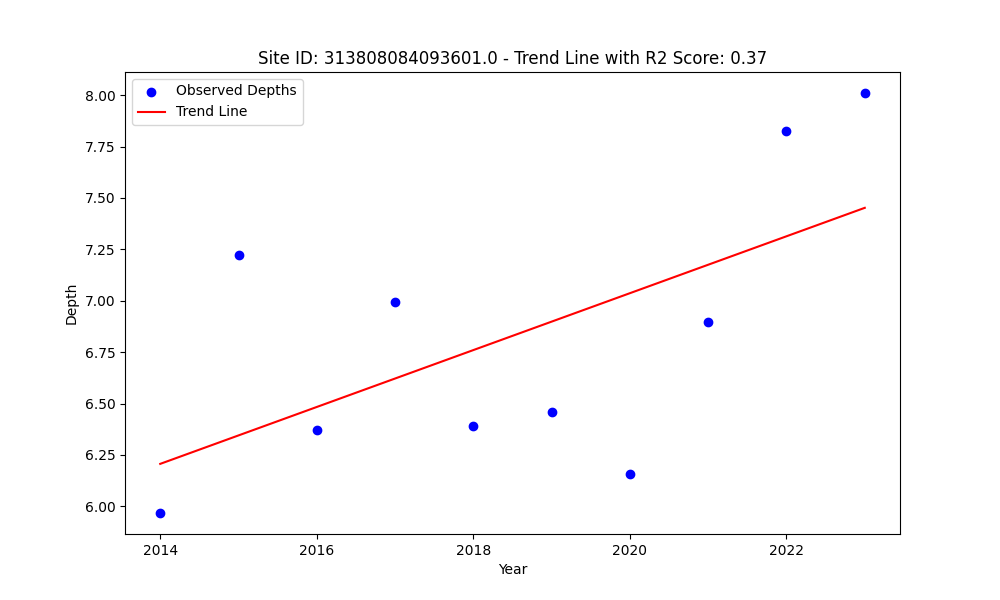 Site ID: 313808084093601.0 - Trend Line with R2 Score: 0.37
Observed Depths
Trend Line
8.00
7.75
7.50
7.25
7.00
6.75
6.50
6.25
6.00
Depth
2014
2016
2018
2020
2022
Year